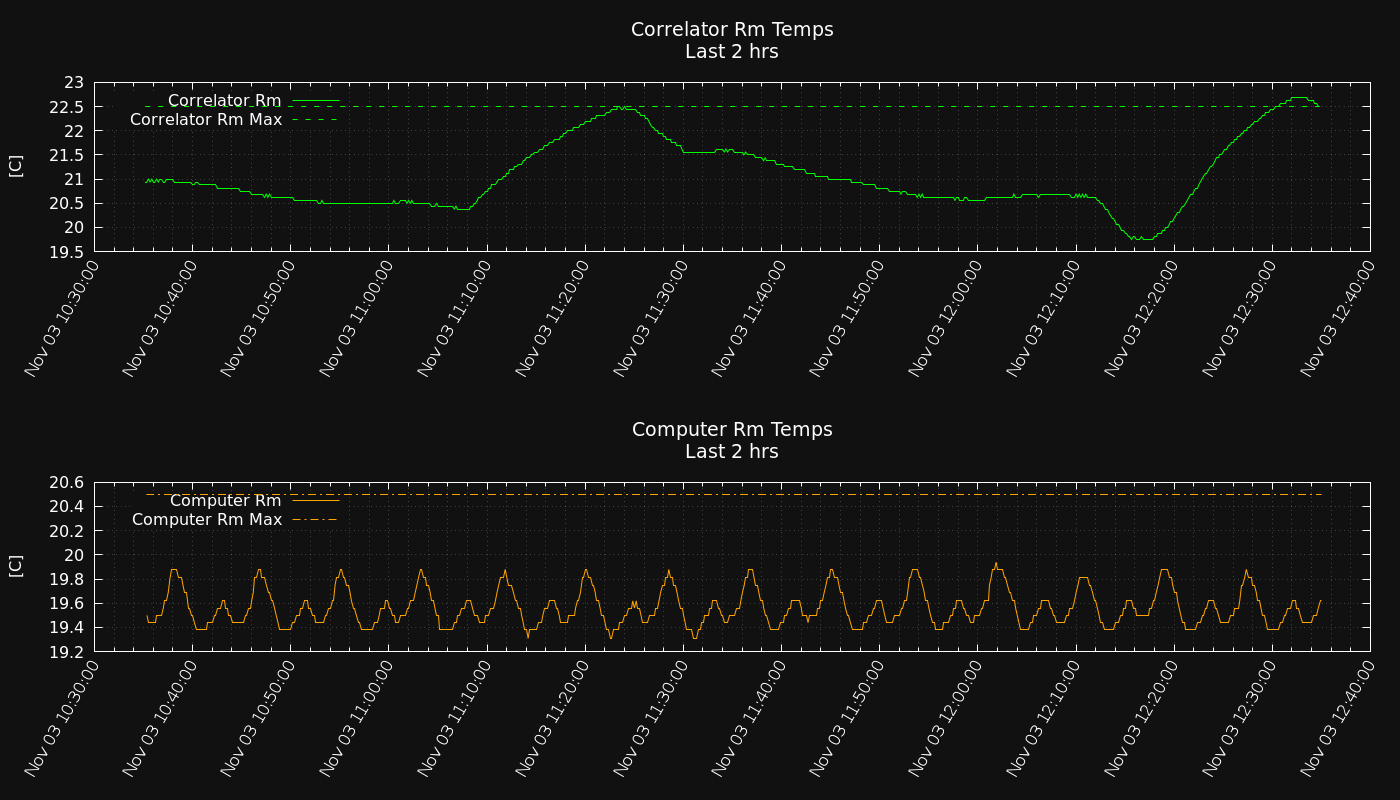 Correlator Rm Temps
Last 2 hrs
23
22.5
22
21.5
21
20.5
20
19.5
[C]
Correlator Rm
Correlator Rm Max
Nov 03 10:30:00
Nov 03 10:40:00
Nov 03 10:50:00
Nov 03 11:00:00
Nov 03 11:10:00
Nov 03 11:20:00
Nov 03 11:30:00
Nov 03 11:40:00
Nov 03 11:50:00
Nov 03 12:00:00
Nov 03 12:10:00
Nov 03 12:20:00
Nov 03 12:30:00
Nov 03 12:40:00
Computer Rm Temps
Last 2 hrs
20.6
20.4
20.2
20
19.8
19.6
19.4
19.2
[C]
Computer Rm
Computer Rm Max
Nov 03 10:30:00
Nov 03 10:40:00
Nov 03 10:50:00
Nov 03 11:00:00
Nov 03 11:10:00
Nov 03 11:20:00
Nov 03 11:30:00
Nov 03 11:40:00
Nov 03 11:50:00
Nov 03 12:00:00
Nov 03 12:10:00
Nov 03 12:20:00
Nov 03 12:30:00
Nov 03 12:40:00